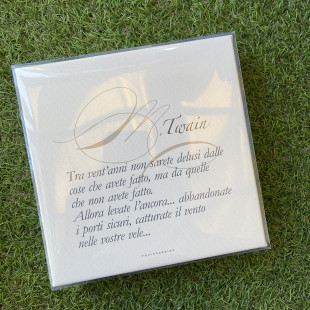 M. Twain
Tra vent'anni non sarete delusi dalle
cose che avete fatto, ma da quelle
che non avete fatto.
Allora levate l'ancora... abbandonate
i porti sicuri, catturate il vento
nelle vostre vele...